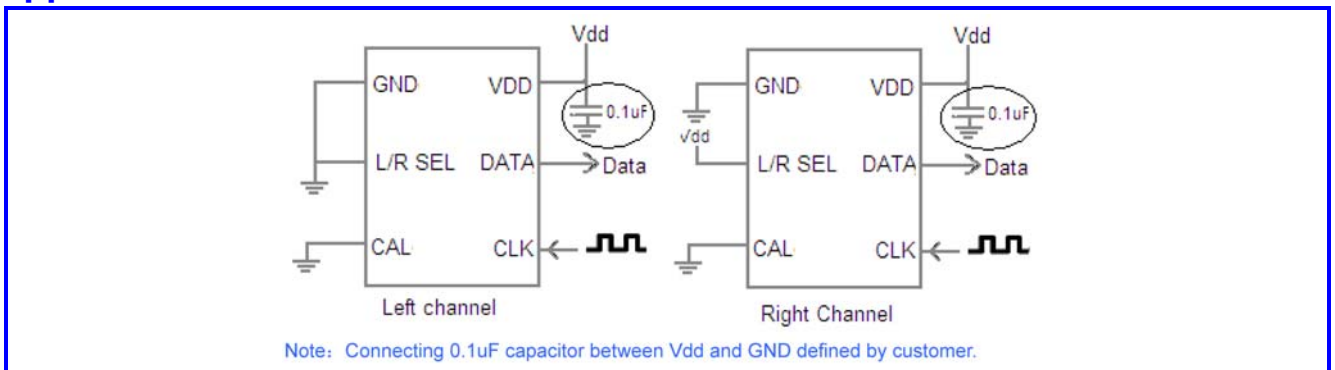 Vdd
GND VDD
0.1uF
L/R SEL DATA Data
CAL CLK
Left channel
Vdd
GND VDD
0.1uF
Vdd
L/R SEL DATA Data
CAL CLK
Right Channel
Note：Connecting 0.1uF capacitor between Vdd and GND defined by customer.